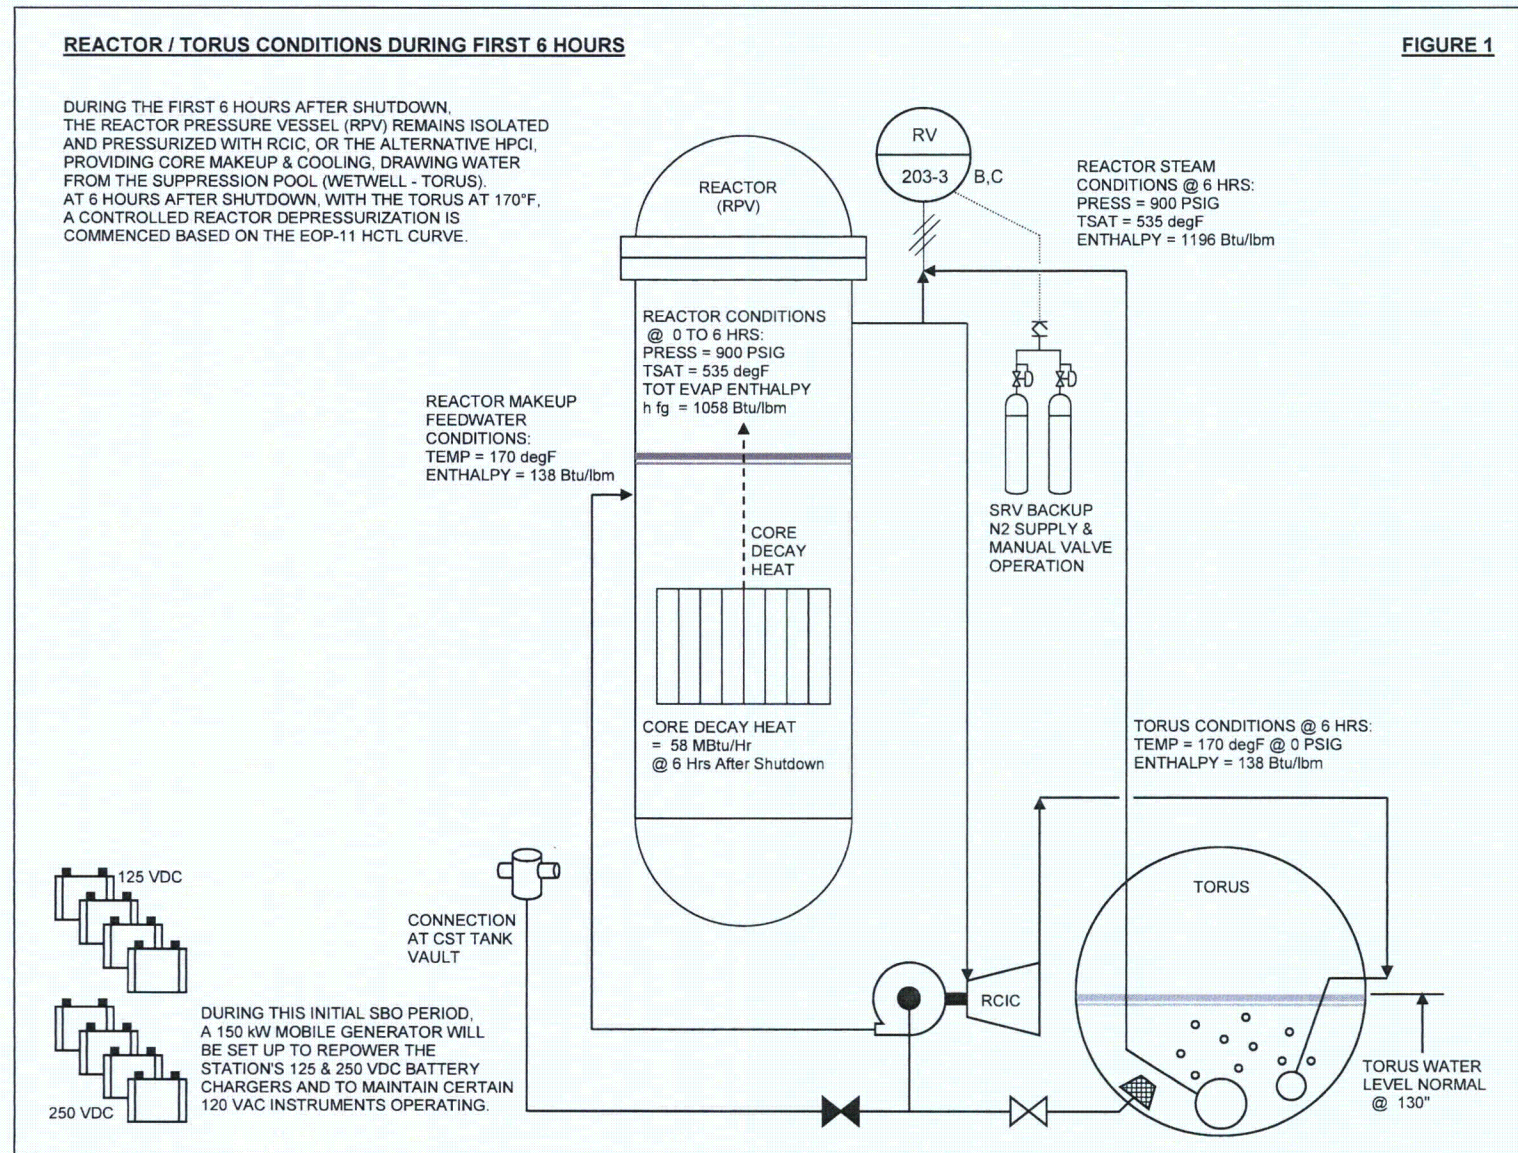 REACTOR / TORUS CONDITIONS DURING FIRST 6 HOURS
FIGURE 1
DURING THE FIRST 6 HOURS AFTER SHUTDOWN,
THE REACTOR PRESSURE VESSEL (RPV) REMAINS ISOLATED
AND PRESSURIZED WITH RCIC, OR THE ALTERNATIVE HPCI,
PROVIDING CORE MAKEUP & COOLING, DRAWING WATER
FROM THE SUPPRESSION POOL (WETWELL - TORUS).
AT 6 HOURS AFTER SHUTDOWN, WITH THE TORUS AT 170°F,
A CONTROLLED REACTOR DEPRESSURIZATION IS
COMMENCED BASED ON THE EOP-11 HCTL CURVE.
REACTOR
(RPV)
RV
203-3
B,C
REACTOR STEAM
CONDITIONS @ 6 HRS:
PRESS = 900 PSIG
TSAT = 535 degF
ENTHALPY = 1196 Btu/lbm
REACTOR CONDITIONS
@ 0 TO 6 HRS:
PRESS = 900 PSIG
TSAT = 535 degF
TOT EVAP ENTHALPY
h fg = 1058 Btu/lbm
REACTOR MAKEUP
FEEDWATER
CONDITIONS:
TEMP = 170 degF
ENTHALPY = 138 Btu/lbm
SRV BACKUP
N2 SUPPLY &
MANUAL VALVE
OPERATION
CORE
DECAY
HEAT
CORE DECAY HEAT
= 58 MBtu/Hr
@ 6 Hrs After Shutdown
TORUS CONDITIONS @ 6 HRS:
TEMP = 170 degF @ 0 PSIG
ENTHALPY = 138 Btu/lbm
125 VDC
CONNECTION
AT CST TANK
VAULT
TORUS
RCIC
DURING THIS INITIAL SBO PERIOD,
A 150 kW MOBILE GENERATOR WILL
BE SET UP TO REPOWER THE
STATION'S 125 & 250 VDC BATTERY
CHARGERS AND TO MAINTAIN CERTAIN
120 VAC INSTRUMENTS OPERATING.
250 VDC
TORUS WATER
LEVEL NORMAL
@ 130"